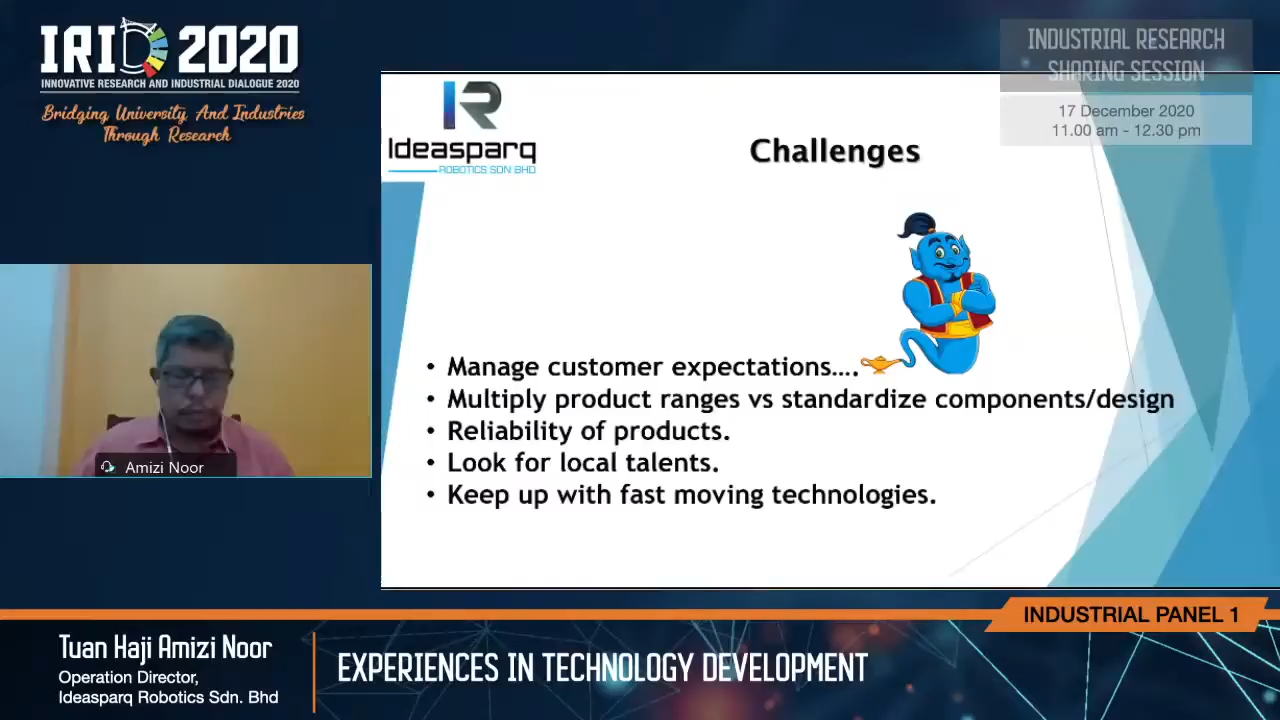 IRID 2020
INNOVATIVE RESEARCH AND INDUSTRIAL DIALOGUE 2020
Bridging University And Industries
Through Research
INDUSTRIAL RESEARCH
SHARING SESSION
17 December 2020
11.00 am - 12.30 pm
IR
Ideasparq
ROBOTICS SDN BHD
Challenges
• Manage customer expectations....
• Multiply product ranges vs standardize components/design
• Reliability of products.
• Look for local talents.
• Keep up with fast moving technologies.
Amizi Noor
INDUSTRIAL PANEL 1
Tuan Haji Amizi Noor
Operation Director,
Ideasparq Robotics Sdn. Bhd
EXPERIENCES IN TECHNOLOGY DEVELOPMENT